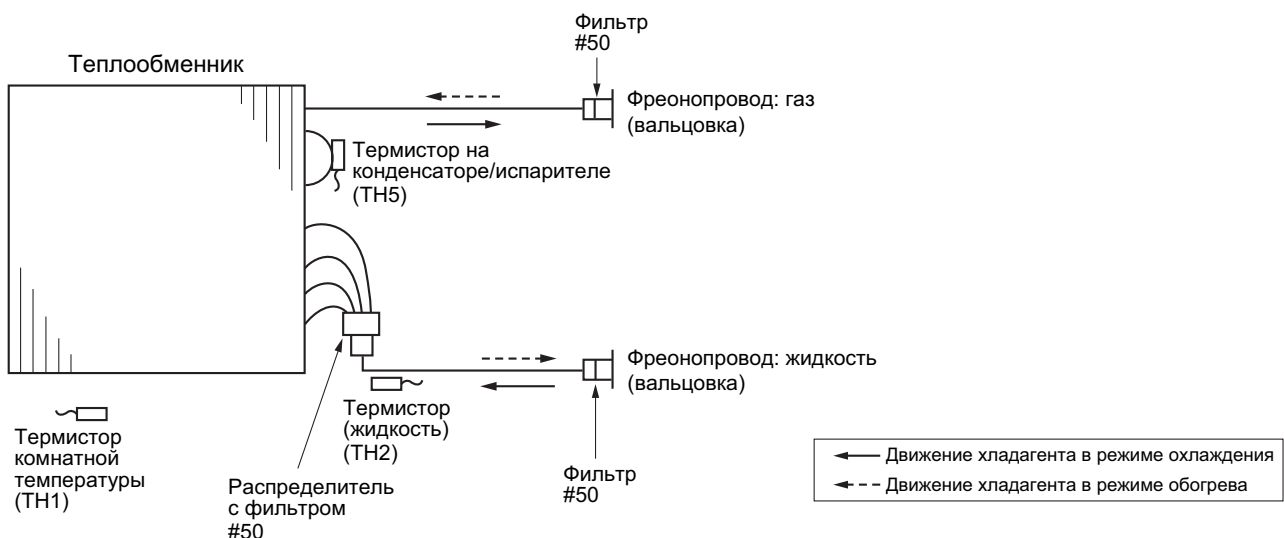 Фильтр
#50
Теплообменник
Фреонопровод: газ
(вальцовка)
Термистор на
конденсаторе/испарителе
(TH5)
Фреонопровод: жидкость
(вальцовка)
Термистор
(жидкость)
(TH2)
Термистор
комнатной
температуры
(TH1)
Распределитель
с фильтром
#50
Фильтр
#50
Движение хладагента в режиме охлаждения
Движение хладагента в режиме обогрева